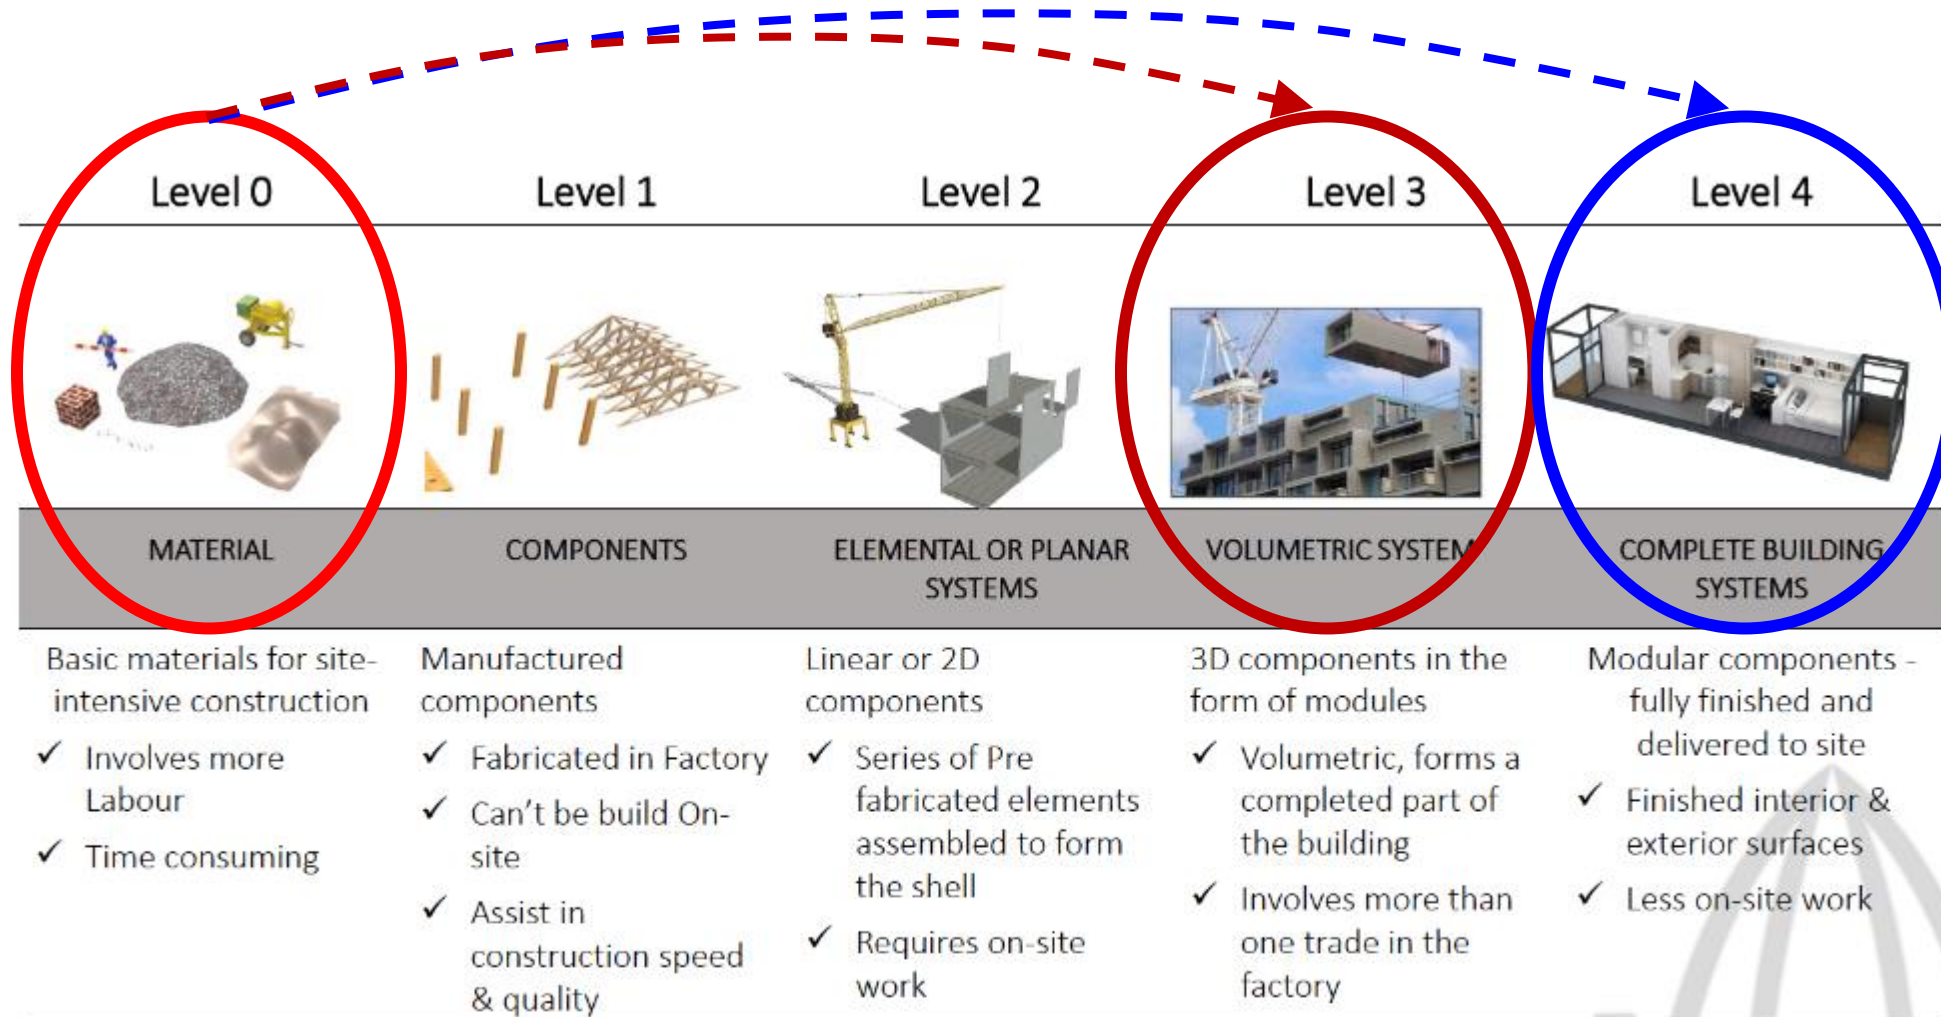 Level 0
Level 1
Level 2
Level 3
Level 4
MATERIAL
COMPONENTS
ELEMENTAL OR PLANAR
SYSTEMS
VOLUMETRIC SYSTEM
COMPLETE BUILDING
SYSTEMS
Basic materials for site-
intensive construction
✓ Involves more
Labour
✓ Time consuming
Manufactured
components
✓ Fabricated in Factory
✓ Can't be build On-
site
✓ Assist in
construction speed
& quality
Linear or 2D
components
✓ Series of Pre
fabricated elements
assembled to form
the shell
✓ Requires on-site
work
3D components in the
form of modules
✓ Volumetric, forms a
completed part of
the building
✓ Involves more than
one trade in the
factory
Modular components -
fully finished and
delivered to site
✓ Finished interior &
exterior surfaces
✓ Less on-site work